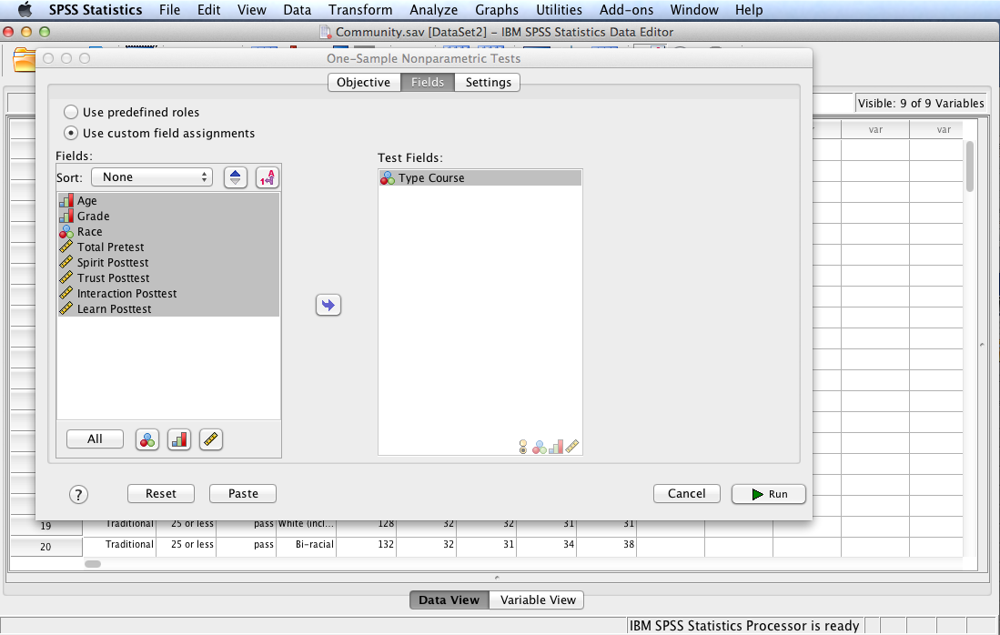 SPSS Statistics File Edit View Data Transform Analyze Graphs Utilities Add-ons Window Help
Community.sav [DataSet2] – IBM SPSS Statistics Data Editor
One-Sample Nonparametric Tests
Objective Fields Settings
Visible: 9 of 9 Variables
var var
Use predefined roles
Use custom field assignments
Fields:
Sort: None
Age
Grade
Race
Total Pretest
Spirit Posttest
Trust Posttest
Interaction Posttest
Learn Posttest
All
Test Fields:
Type Course
? Reset Paste Cancel Run
19 Traditional 25 or less pass White (incl... 128 32 32 31 31
20 Traditional 25 or less pass Bi-racial 132 32 31 34 38
Data View Variable View
IBM SPSS Statistics Processor is ready